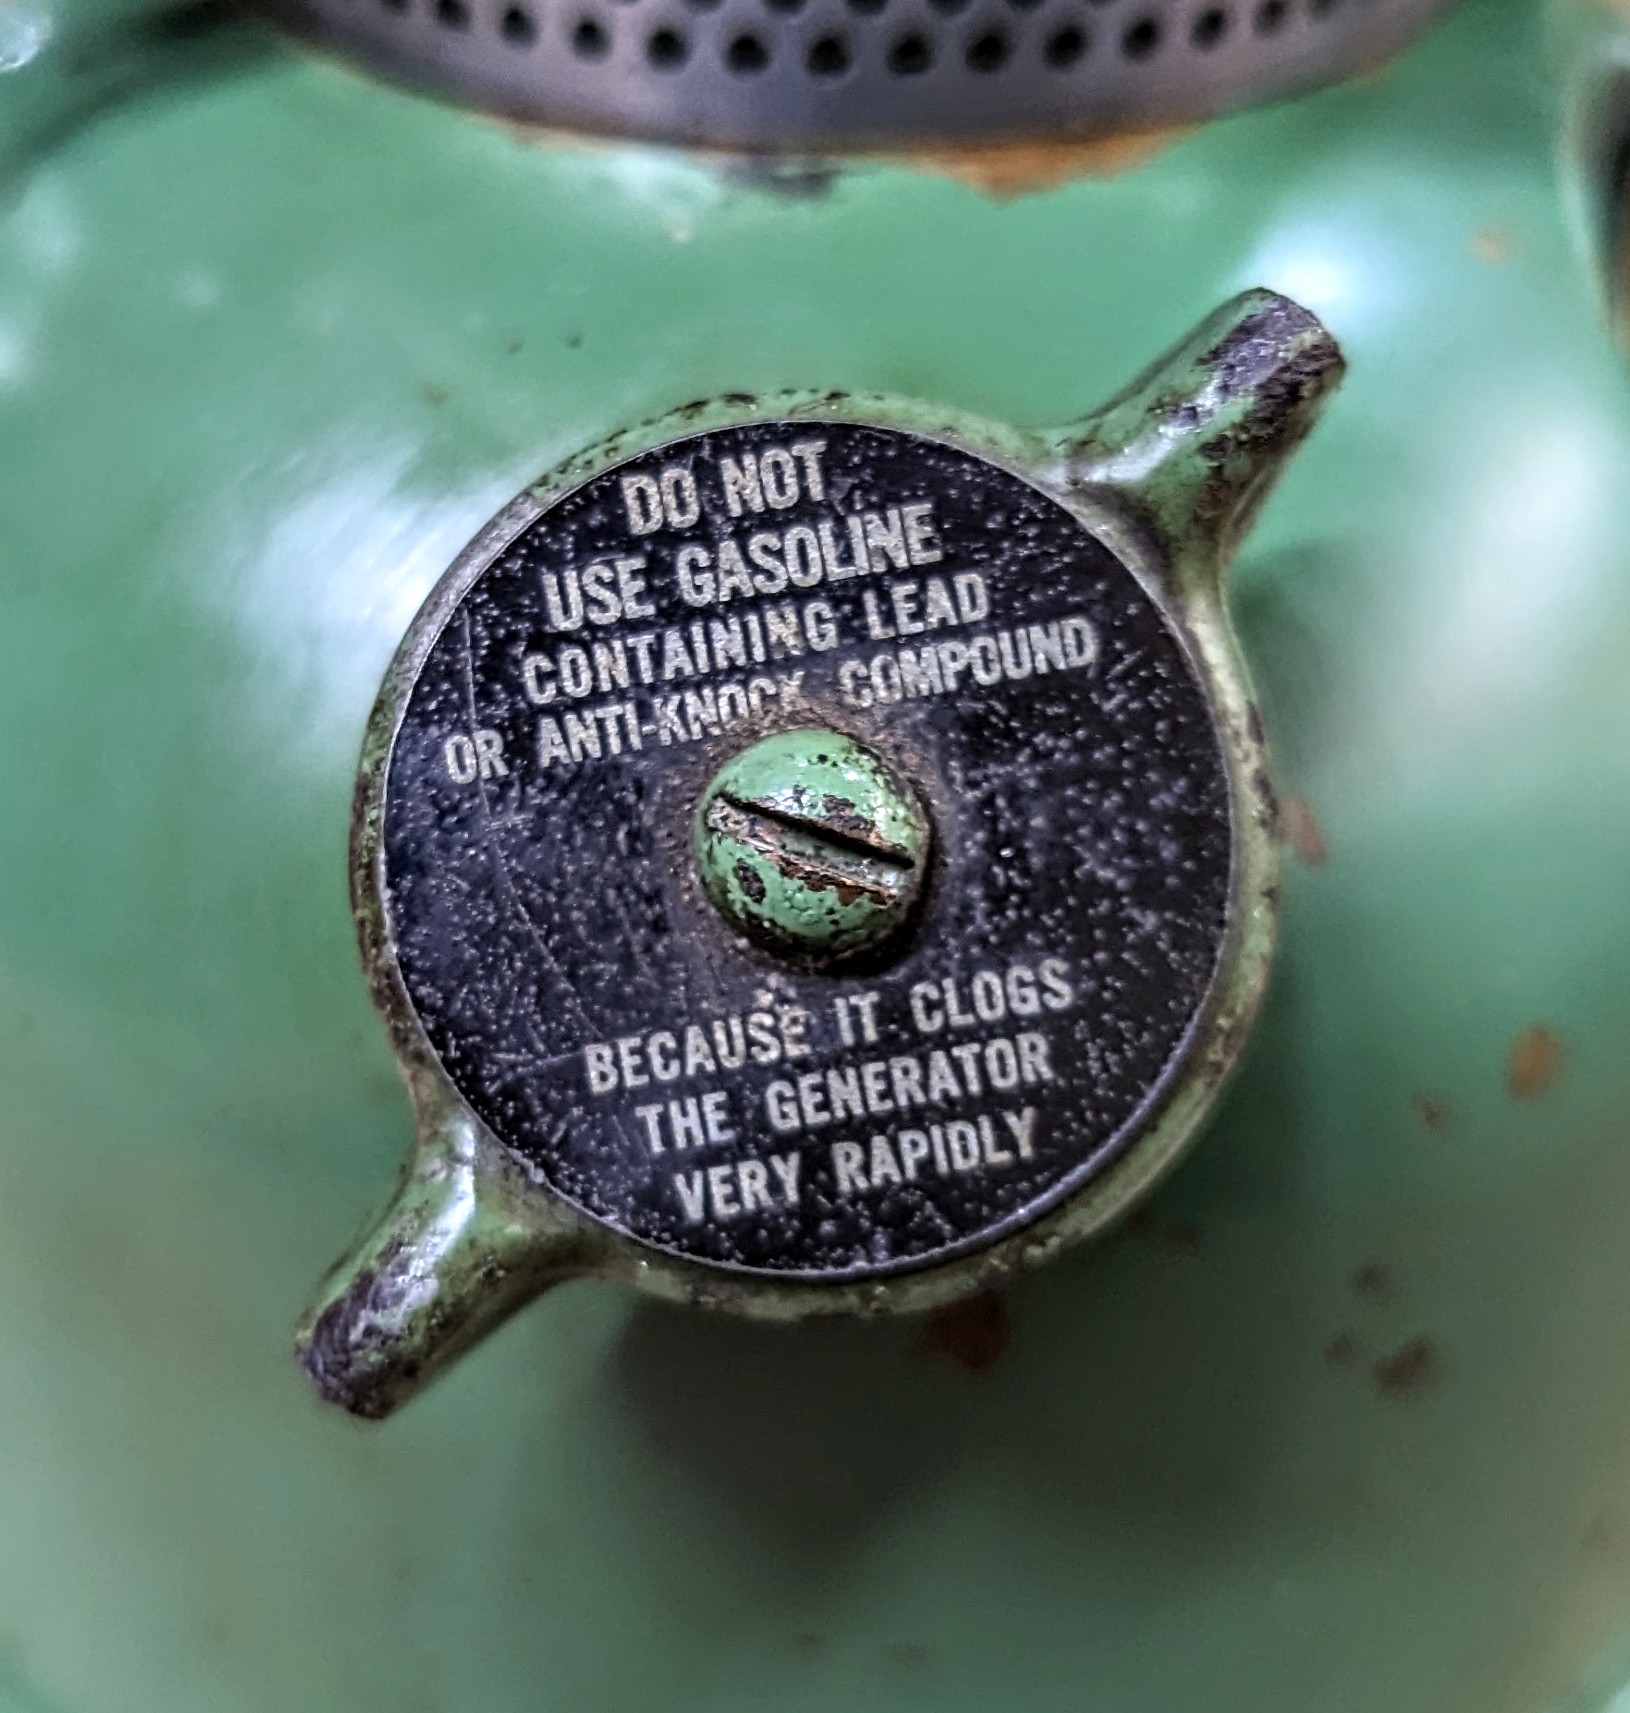 DO NOT
USE GASOLINE
CONTAINING LEAD
OR ANTI-KNOCK COMPOUND
BECAUSE IT CLOGS
THE GENERATOR
VERY RAPIDLY